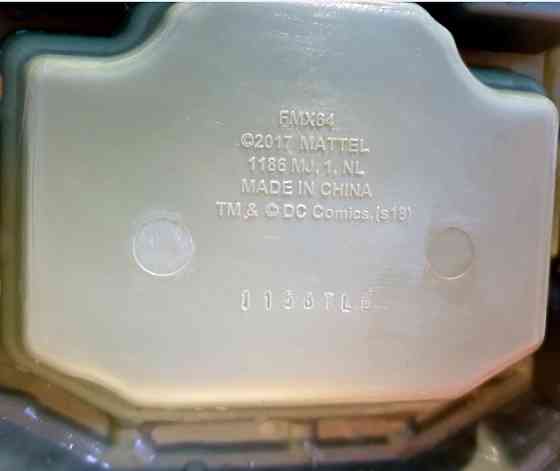 FMX64
©2017 MATTEL
1186 MJ, 1, NL
MADE IN CHINA
TM & © DC Comics. (s18)